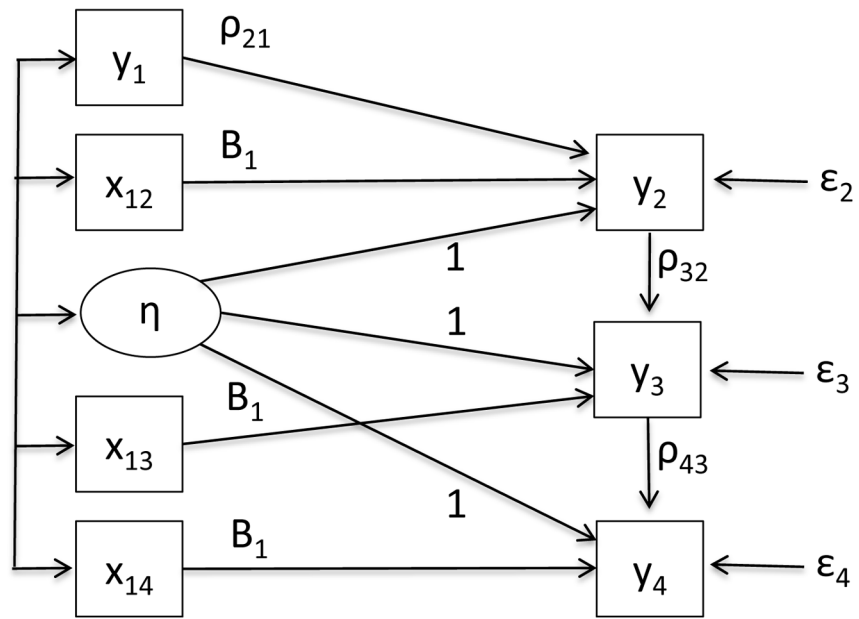 ρ₂₁
y₁
B₁
x₁₂
y₂
ε₂
1
ρ₃₂
η
1
y₃
ε₃
B₁
x₁₃
ρ₄₃
1
B₁
x₁₄
y₄
ε₄